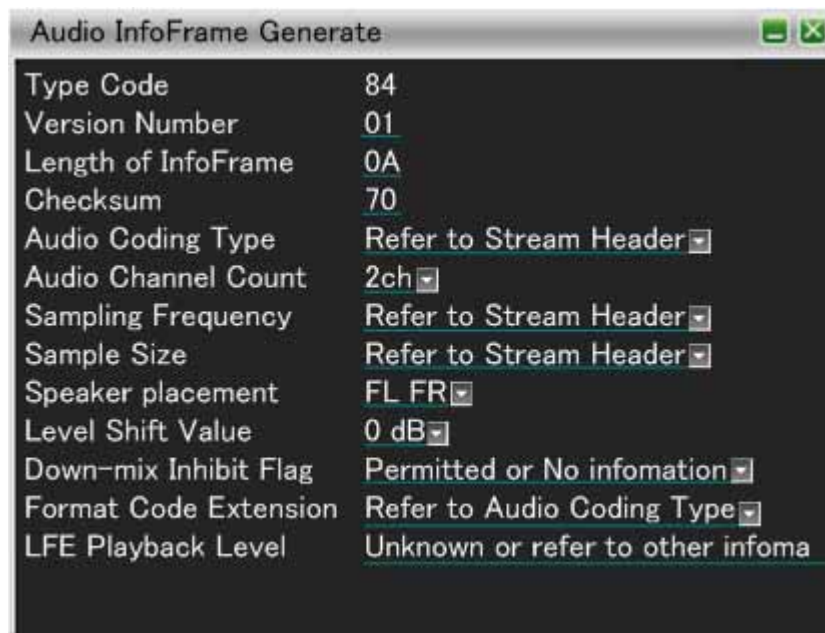 Audio InfoFrame Generate
Type Code 84
Version Number 01
Length of InfoFrame 0A
Checksum 70
Audio Coding Type Refer to Stream Header
Audio Channel Count 2ch
Sampling Frequency Refer to Stream Header
Sample Size Refer to Stream Header
Speaker placement FL FR
Level Shift Value 0 dB
Down-mix Inhibit Flag Permitted or No infomation
Format Code Extension Refer to Audio Coding Type
LFE Playback Level Unknown or refer to other infoma